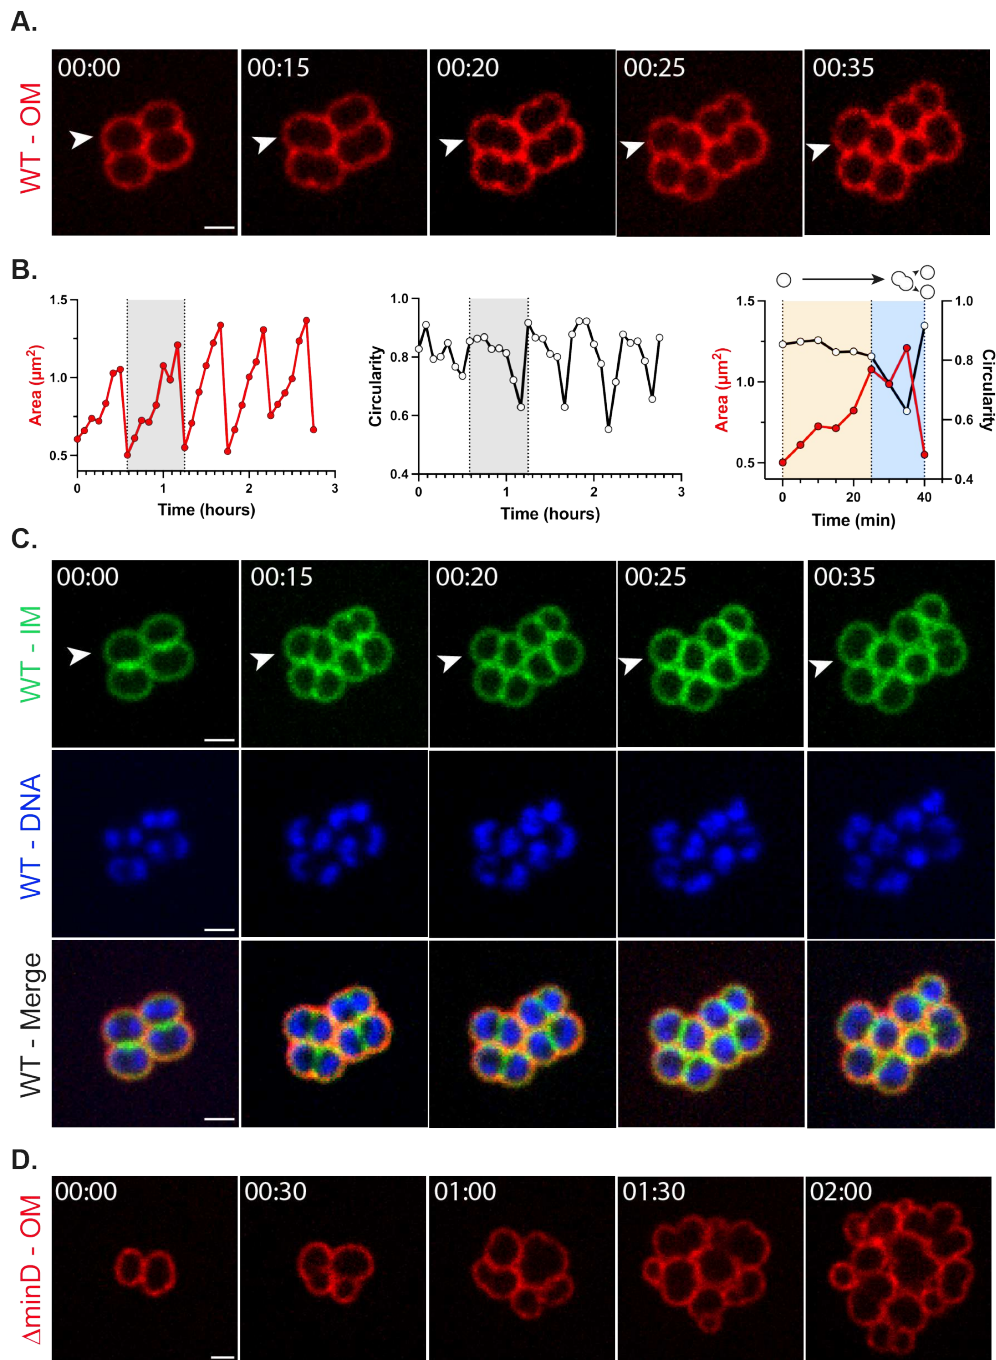 A.
WT - OM
00:00
00:15
00:20
00:25
00:35
B.
Area (µm²)
1.5
1.0
0.5
0
1
2
3
Time (hours)
Circularity
1.0
0.8
0.6
0.4
0
1
2
3
Time (hours)
Area (µm²)
1.5
1.0
0.5
0
20
40
Time (min)
1.0
0.8
0.6
0.4
Circularity
C.
WT - IM
00:00
00:15
00:20
00:25
00:35
WT - DNA
WT - Merge
D.
ΔminD - OM
00:00
00:30
01:00
01:30
02:00